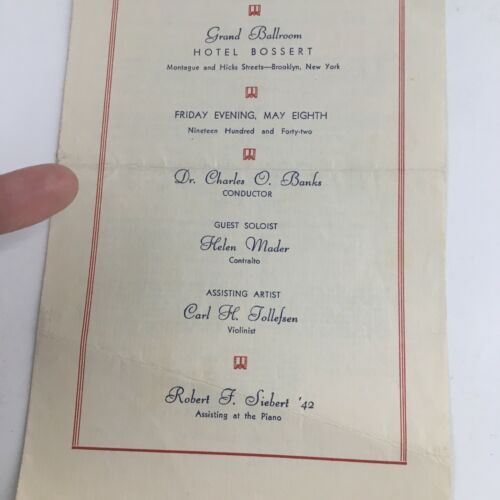 Grand Ballroom
HOTEL BOSSERT
Montague and Hicks Streets—Brooklyn, New York
FRIDAY EVENING, MAY EIGHTH
Nineteen Hundred and Forty-two
Dr. Charles O. Banks
CONDUCTOR
GUEST SOLOIST
Helen Mader
Contralto
ASSISTING ARTIST
Carl H. Tollefsen
Violinist
Robert F. Siebert '42
Assisting at the Piano